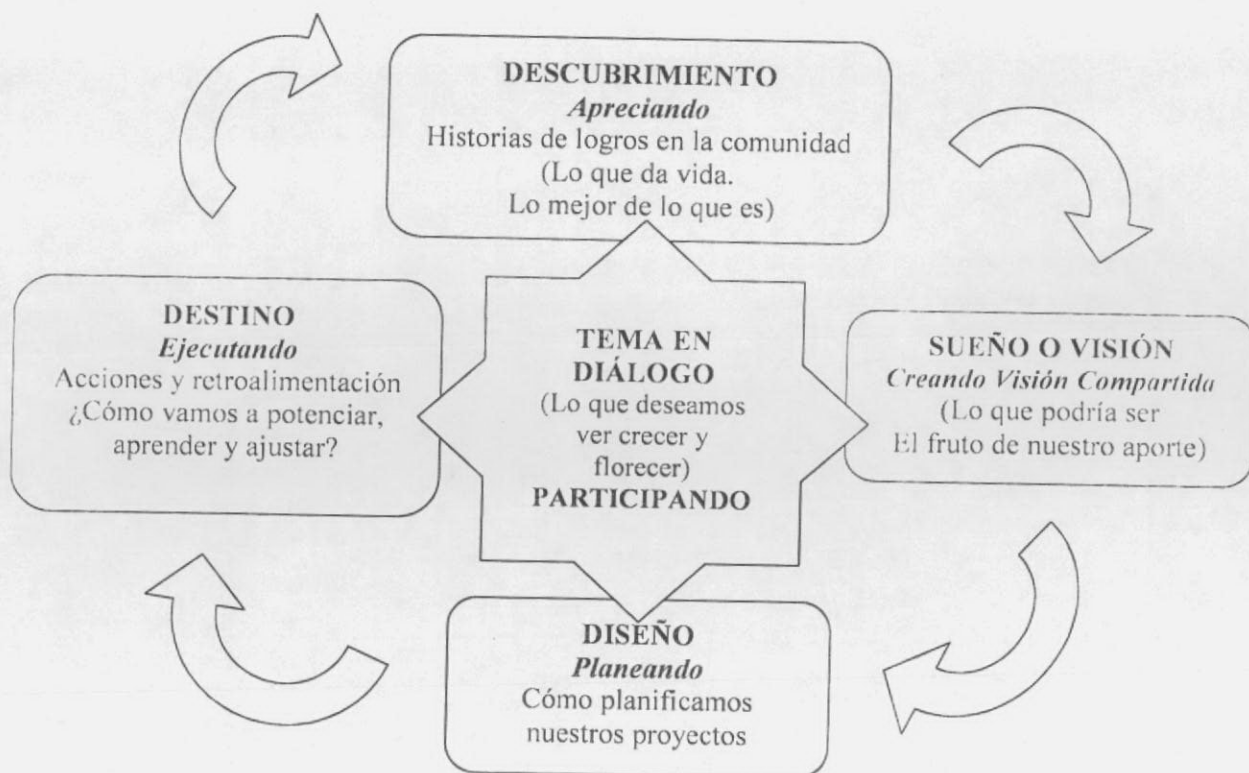 DESCUBRIMIENTO
Apreciando
Historias de logros en la comunidad
(Lo que da vida.
Lo mejor de lo que es)
DESTINO
Ejecutando
Acciones y retroalimentación
¿Cómo vamos a potenciar,
aprender y ajustar?
TEMA EN
DIÁLOGO
(Lo que deseamos
ver crecer y
florecer)
PARTICIPANDO
SUEÑO O VISIÓN
Creando Visión Compartida
(Lo que podría ser
El fruto de nuestro aporte)
DISEÑO
Planeando
Cómo planificamos
nuestros proyectos